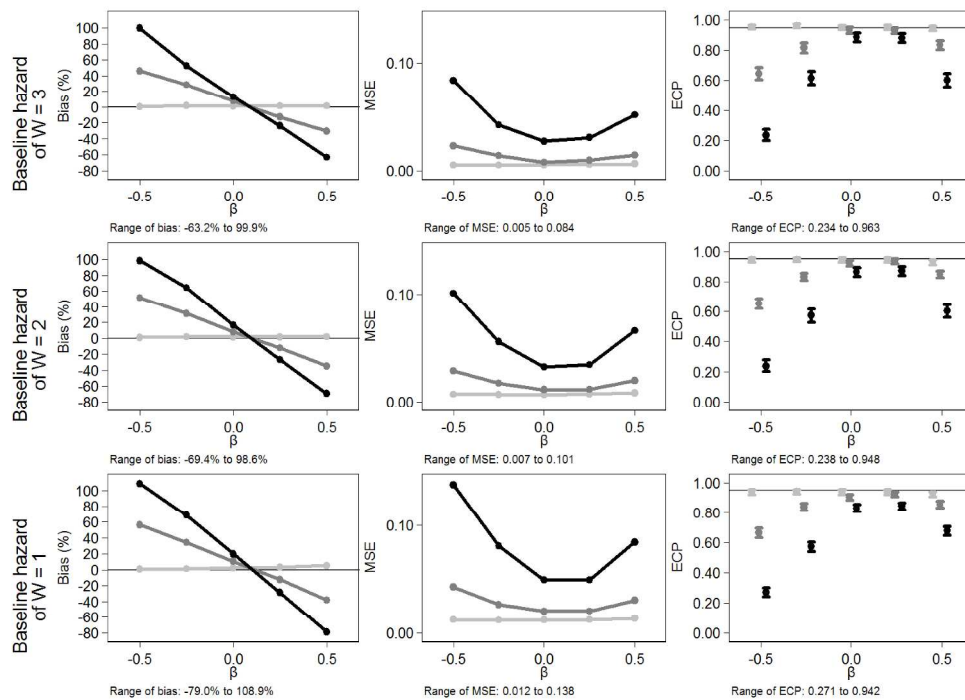 Baseline hazard
of W = 3
Bias (%)
100
80
60
40
20
0
-20
-40
-60
-80
-0.5 0.0 0.5
β
Range of bias: -63.2% to 99.9%
MSE
0.10
0.00
-0.5 0.0 0.5
β
Range of MSE: 0.005 to 0.084
ECP
1.00
0.80
0.60
0.40
0.20
0.00
-0.5 0.0 0.5
β
Range of ECP: 0.234 to 0.963
Baseline hazard
of W = 2
Bias (%)
100
80
60
40
20
0
-20
-40
-60
-80
-0.5 0.0 0.5
β
Range of bias: -69.4% to 98.6%
MSE
0.10
0.00
-0.5 0.0 0.5
β
Range of MSE: 0.007 to 0.101
ECP
1.00
0.80
0.60
0.40
0.20
0.00
-0.5 0.0 0.5
β
Range of ECP: 0.238 to 0.948
Baseline hazard
of W = 1
Bias (%)
100
80
60
40
20
0
-20
-40
-60
-80
-0.5 0.0 0.5
β
Range of bias: -79.0% to 108.9%
MSE
0.10
0.00
-0.5 0.0 0.5
β
Range of MSE: 0.012 to 0.138
ECP
1.00
0.80
0.60
0.40
0.20
0.00
-0.5 0.0 0.5
β
Range of ECP: 0.271 to 0.942